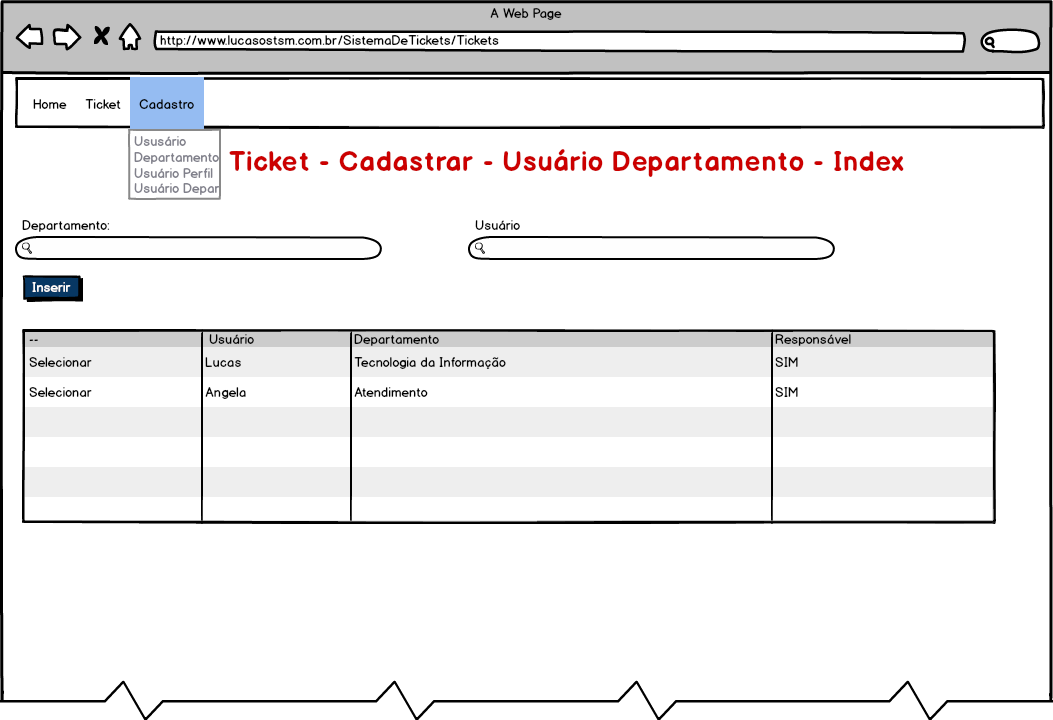 A Web Page
http://www.lucasostsm.com.br/SistemaDeTickets/Tickets
Home Ticket Cadastro
Ususário
Departamento
Usuário Perfil
Usuário Depar
Ticket - Cadastrar - Usuário Departamento - Index
Departamento: Usuário
Inserir
-- Usuário Departamento Responsável
Selecionar Lucas Tecnologia da Informação SIM
Selecionar Angela Atendimento SIM